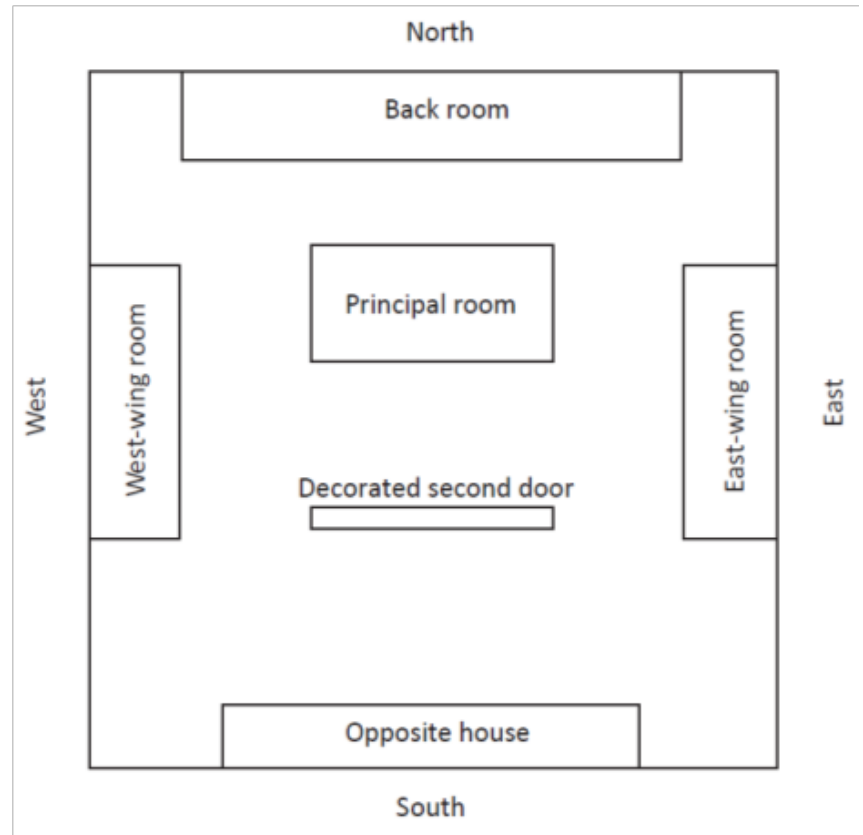 North
Back room
Principal room
West
West-wing room
East-wing room
East
Decorated second door
Opposite house
South